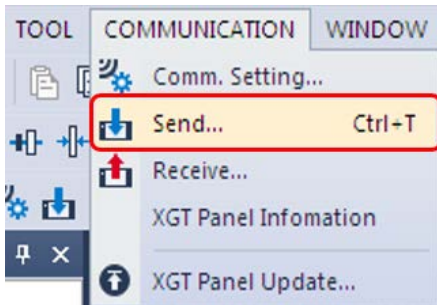 TOOL COMMUNICATION WINDOW
Comm. Setting...
Send... Ctrl+T
Receive...
XGT Panel Infomation
XGT Panel Update...